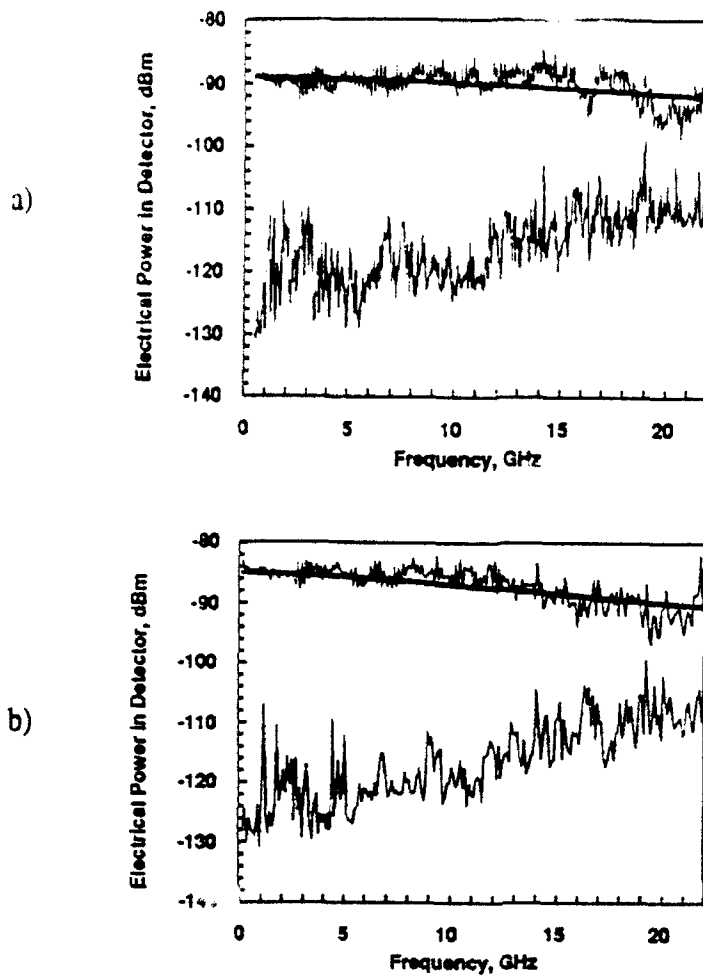 a)
Electrical Power in Detector, dBm
-80
-90
-100
-110
-120
-130
-140
0 5 10 15 20
Frequency, GHz
b)
Electrical Power in Detector, dBm
-80
-90
-100
-110
-120
-130
0 5 10 15 20
Frequency, GHz